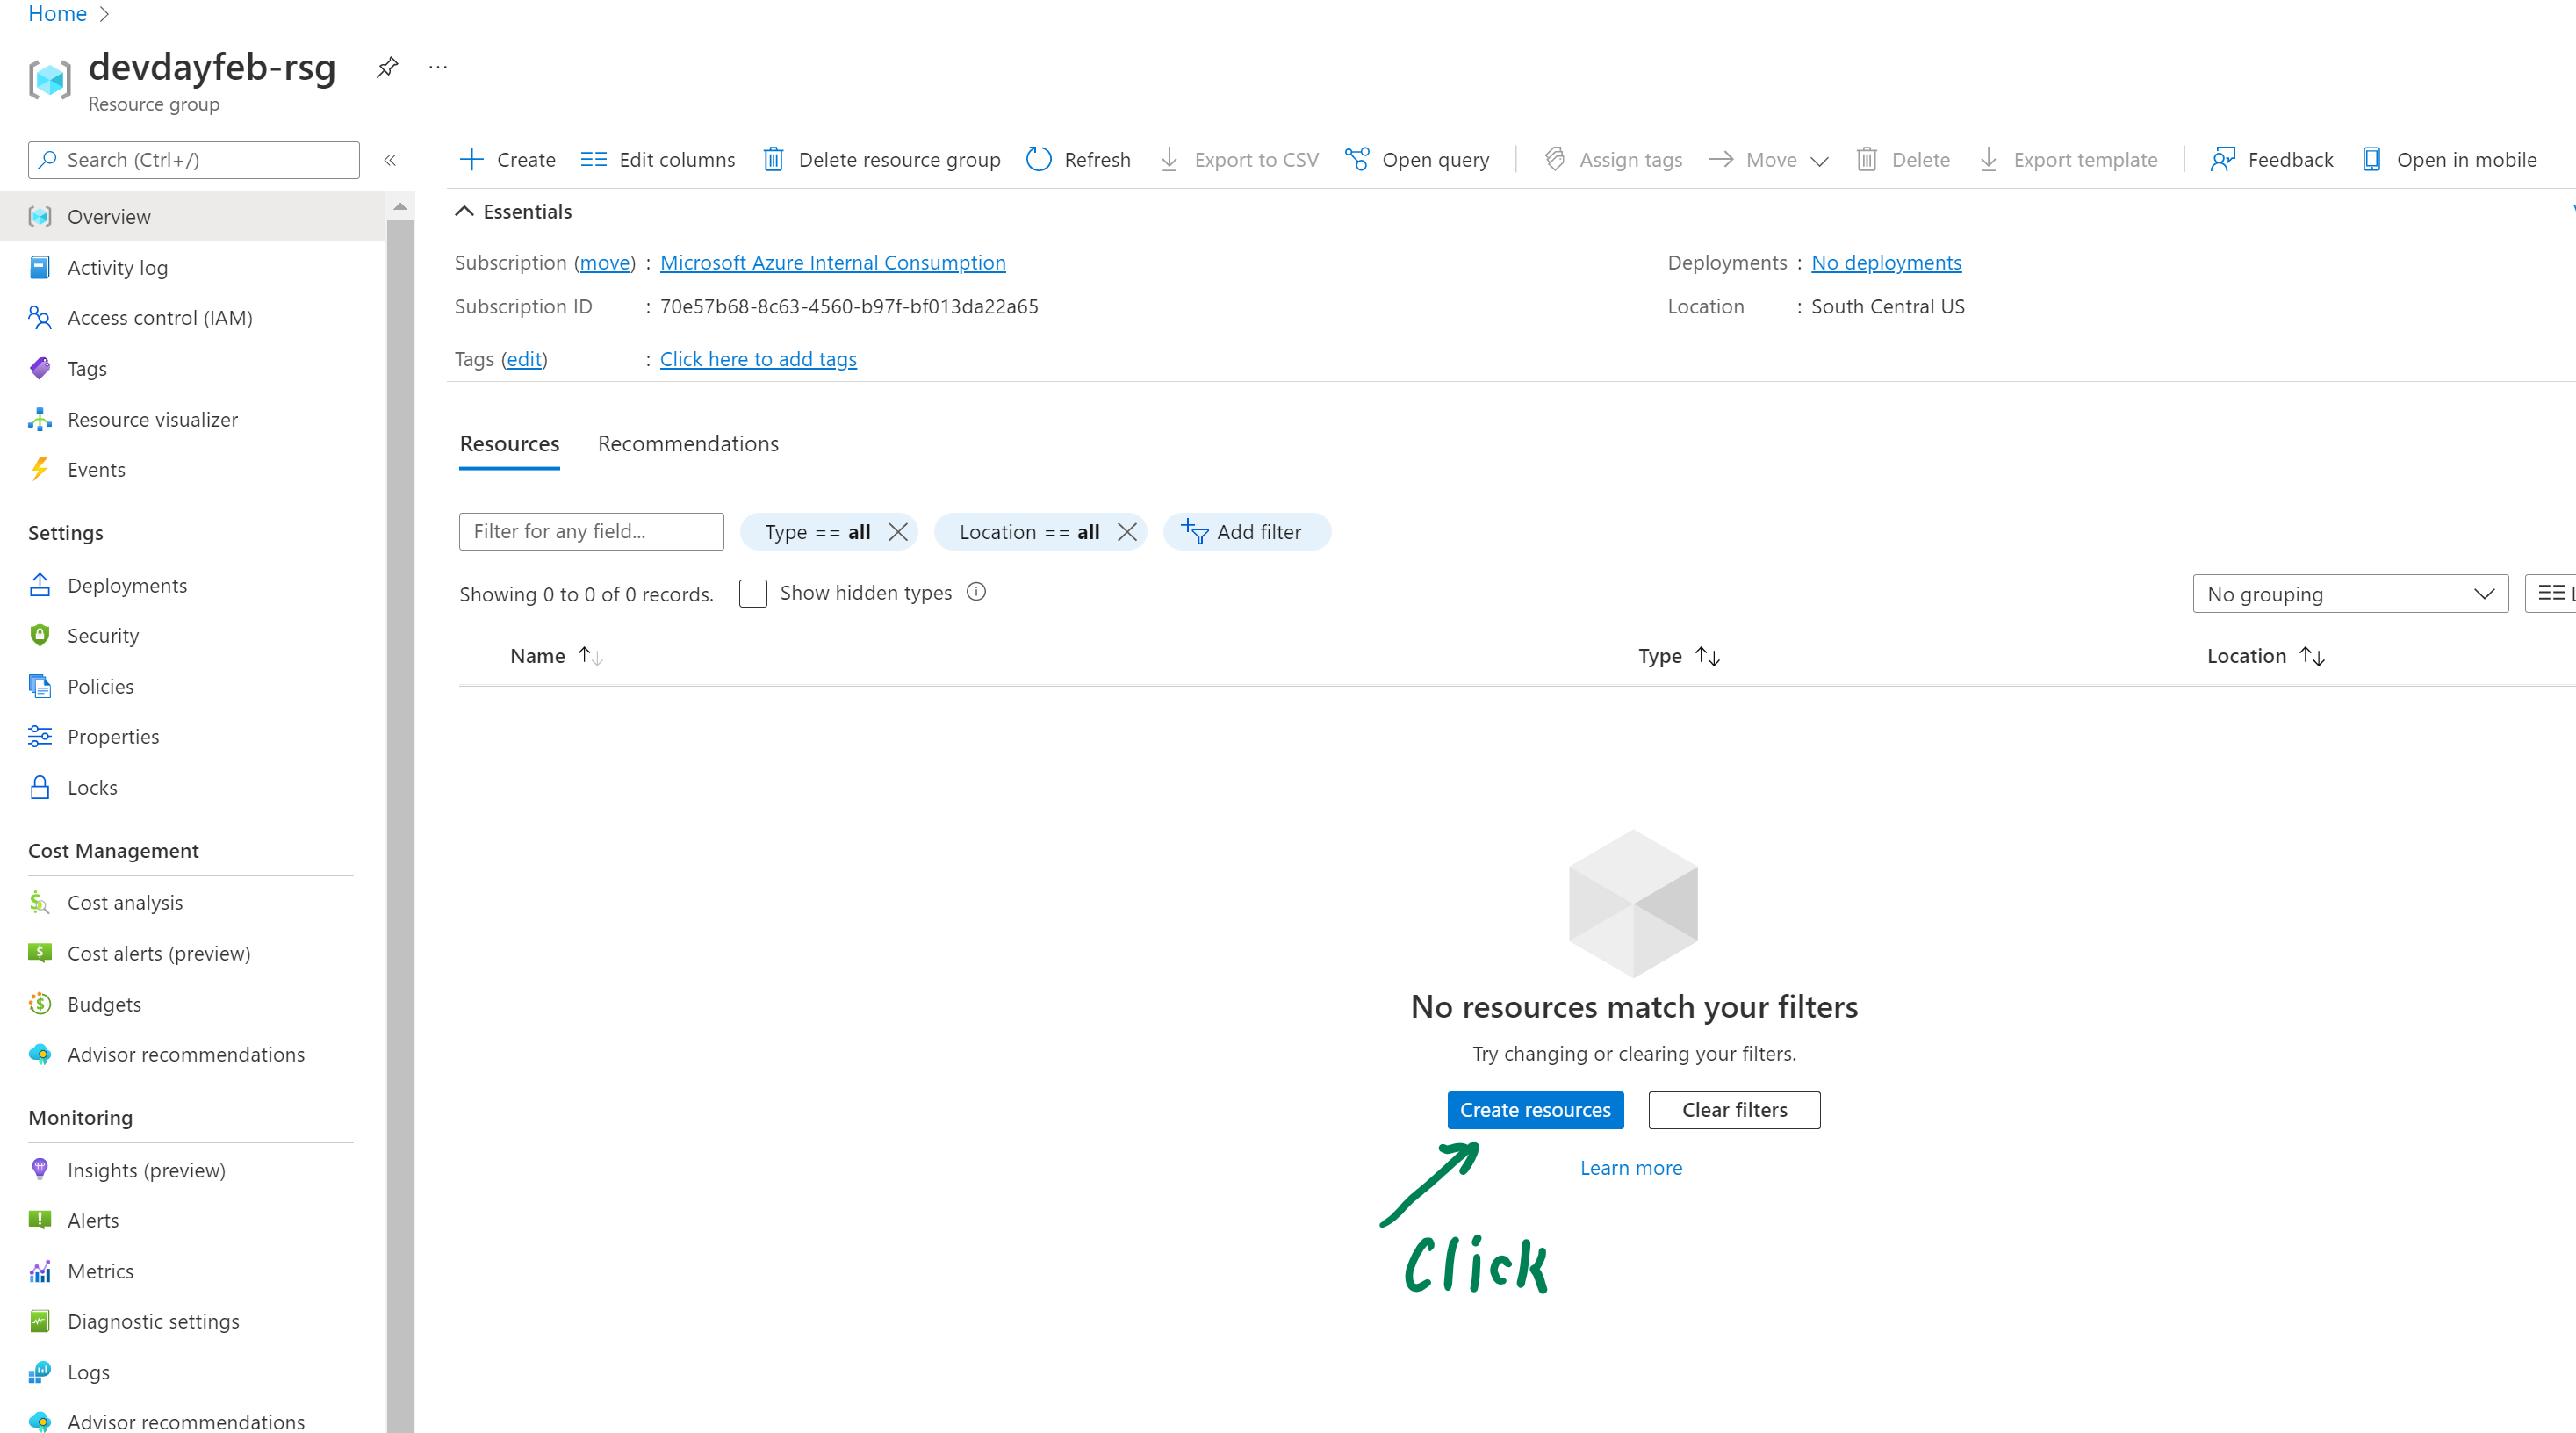 Home
devdayfeb-rsg
Resource group
Search (Ctrl+/)
Create Edit columns Delete resource group Refresh Export to CSV Open query Assign tags Move Delete Export template Feedback Open in mobile
Overview
Activity log
Access control (IAM)
Tags
Resource visualizer
Events
Settings
Deployments
Security
Policies
Properties
Locks
Cost Management
Cost analysis
Cost alerts (preview)
Budgets
Advisor recommendations
Monitoring
Insights (preview)
Alerts
Metrics
Diagnostic settings
Logs
Advisor recommendations
Essentials
Subscription (move) : Microsoft Azure Internal Consumption
Subscription ID : 70e57b68-8c63-4560-b97f-bf013da22a65
Tags (edit) : Click here to add tags
Deployments : No deployments
Location : South Central US
Resources Recommendations
Filter for any field... Type == all Location == all Add filter
Showing 0 to 0 of 0 records. Show hidden types No grouping
Name Type Location
No resources match your filters
Try changing or clearing your filters.
Create resources Clear filters
Learn more
Click